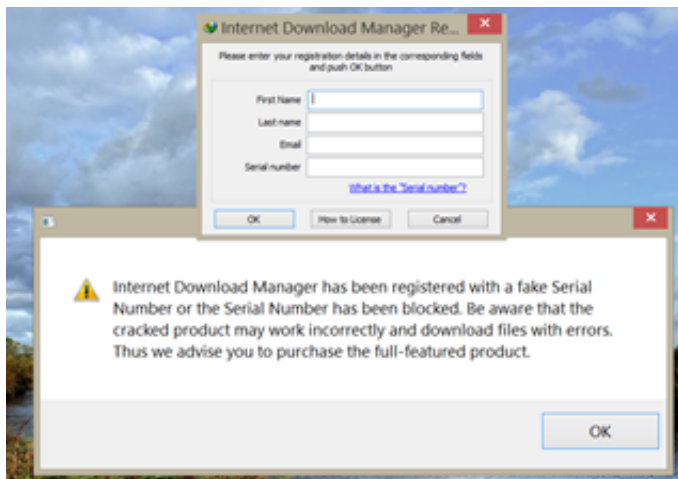 Internet Download Manager Re...
Please enter your registration details in the corresponding fields
and push OK button
First Name
Last name
Email
Serial number
What is the "Serial number"?
OK
How to License
Cancel
Internet Download Manager has been registered with a fake Serial
Number or the Serial Number has been blocked. Be aware that the
cracked product may work incorrectly and download files with errors.
Thus we advise you to purchase the full-featured product.
OK